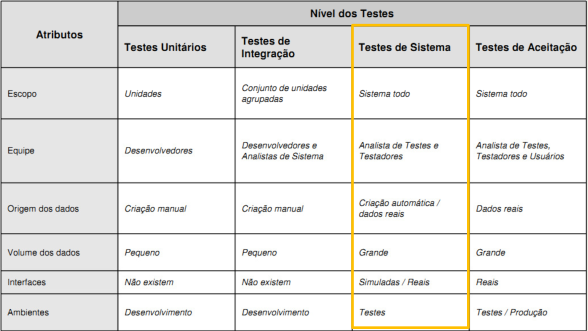 Atributos
Nível dos Testes
Testes Unitários
Testes de
Integração
Testes de Sistema
Testes de Aceitação
Escopo
Unidades
Conjunto de unidades
agrupadas
Sistema todo
Sistema todo
Equipe
Desenvolvedores
Desenvolvedores e
Analistas de Sistema
Analista de Testes e
Testadores
Analista de Testes,
Testadores e Usuários
Origem dos dados
Criação manual
Criação manual
Criação automática /
dados reais
Dados reais
Volume dos dados
Pequeno
Pequeno
Grande
Grande
Interfaces
Não existem
Não existem
Simuladas / Reais
Reais
Ambientes
Desenvolvimento
Desenvolvimento
Testes
Testes / Produção